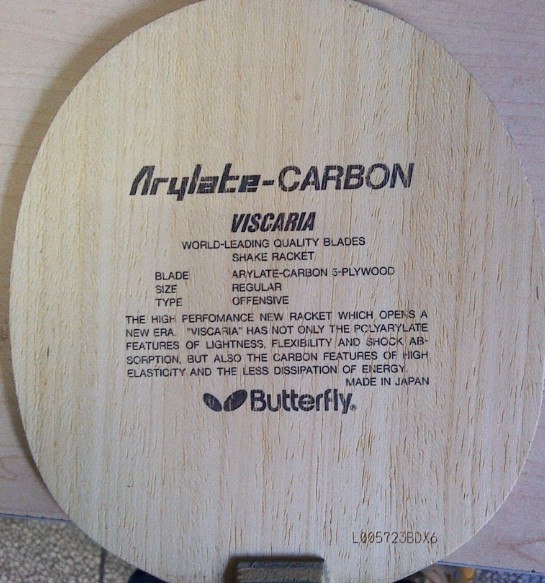 Arylate-CARBON
VISCARIA
WORLD-LEADING QUALITY BLADES
SHAKE RACKET
BLADE ARYLATE-CARBON 5-PLYWOOD
SIZE REGULAR
TYPE OFFENSIVE
THE HIGH PERFOMANCE NEW RACKET WHICH OPENS A
NEW ERA. "VISCARIA" HAS NOT ONLY THE POLYARYLATE
FEATURES OF LIGHTNESS, FLEXIBILITY AND SHOCK AB-
SORPTION, BUT ALSO THE CARBON FEATURES OF HIGH
ELASTICITY AND THE LESS DISSIPATION OF ENERGY.
MADE IN JAPAN
Butterfly®
L005723BDX6